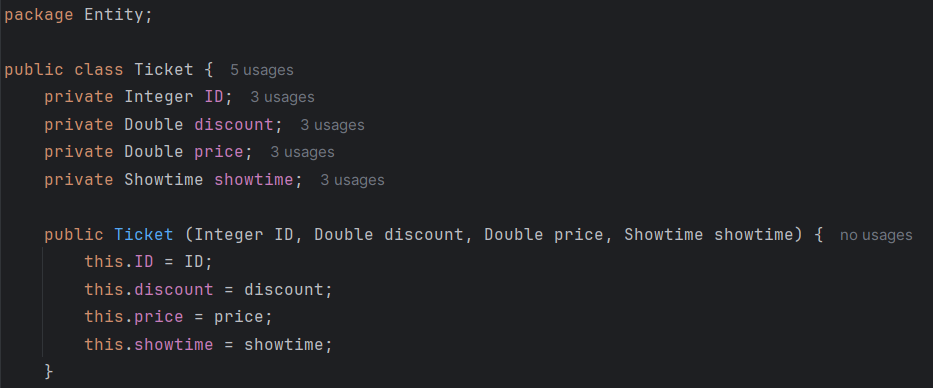 package Entity;
public class Ticket { 5 usages
private Integer ID; 3 usages
private Double discount; 3 usages
private Double price; 3 usages
private Showtime showtime; 3 usages
public Ticket (Integer ID, Double discount, Double price, Showtime showtime) { no usages
this.ID = ID;
this.discount = discount;
this.price = price;
this.showtime = showtime;
}